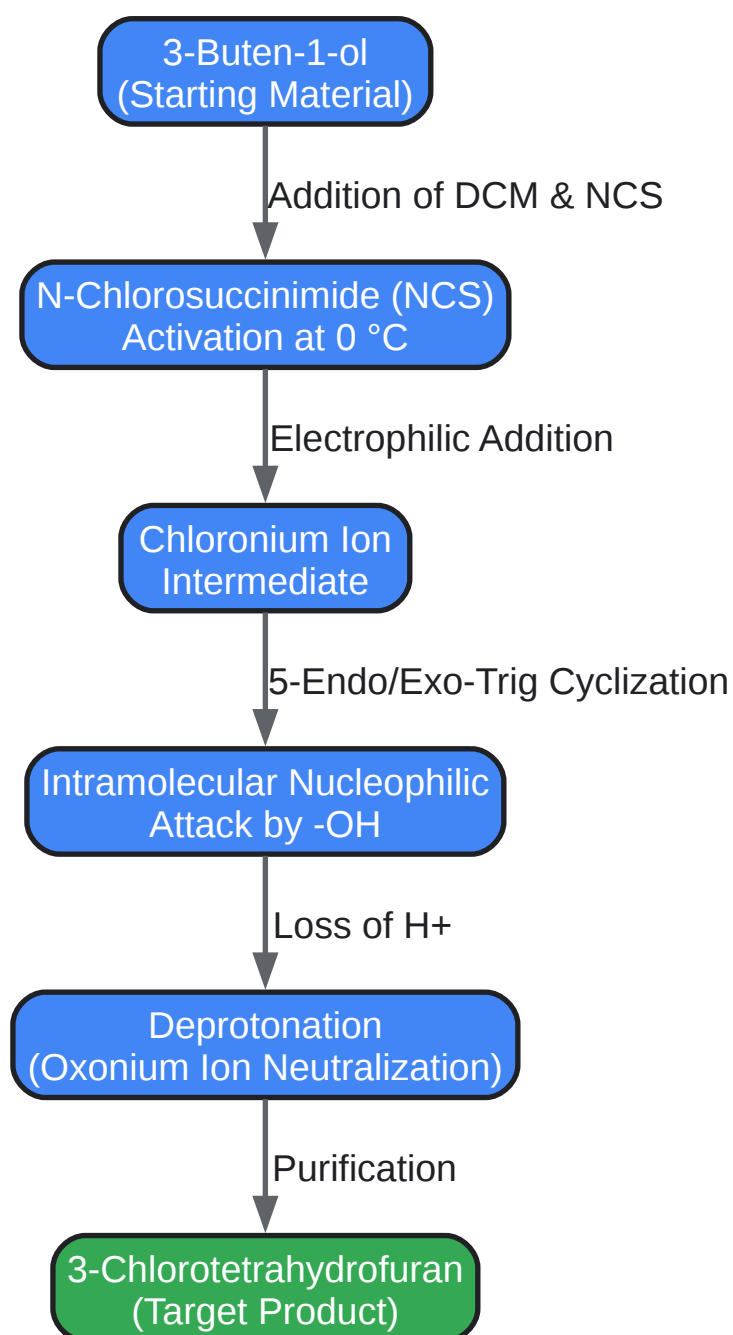 3-Buten-1-ol
(Starting Material)
Addition of DCM & NCS
N-Chlorosuccinimide (NCS)
Activation at 0 °C
Electrophilic Addition
Chloronium Ion
Intermediate
5-Endo/Exo-Trig Cyclization
Intramolecular Nucleophilic
Attack by -OH
Loss of H+
Deprotonation
(Oxonium Ion Neutralization)
Purification
3-Chlorotetrahydrofuran
(Target Product)